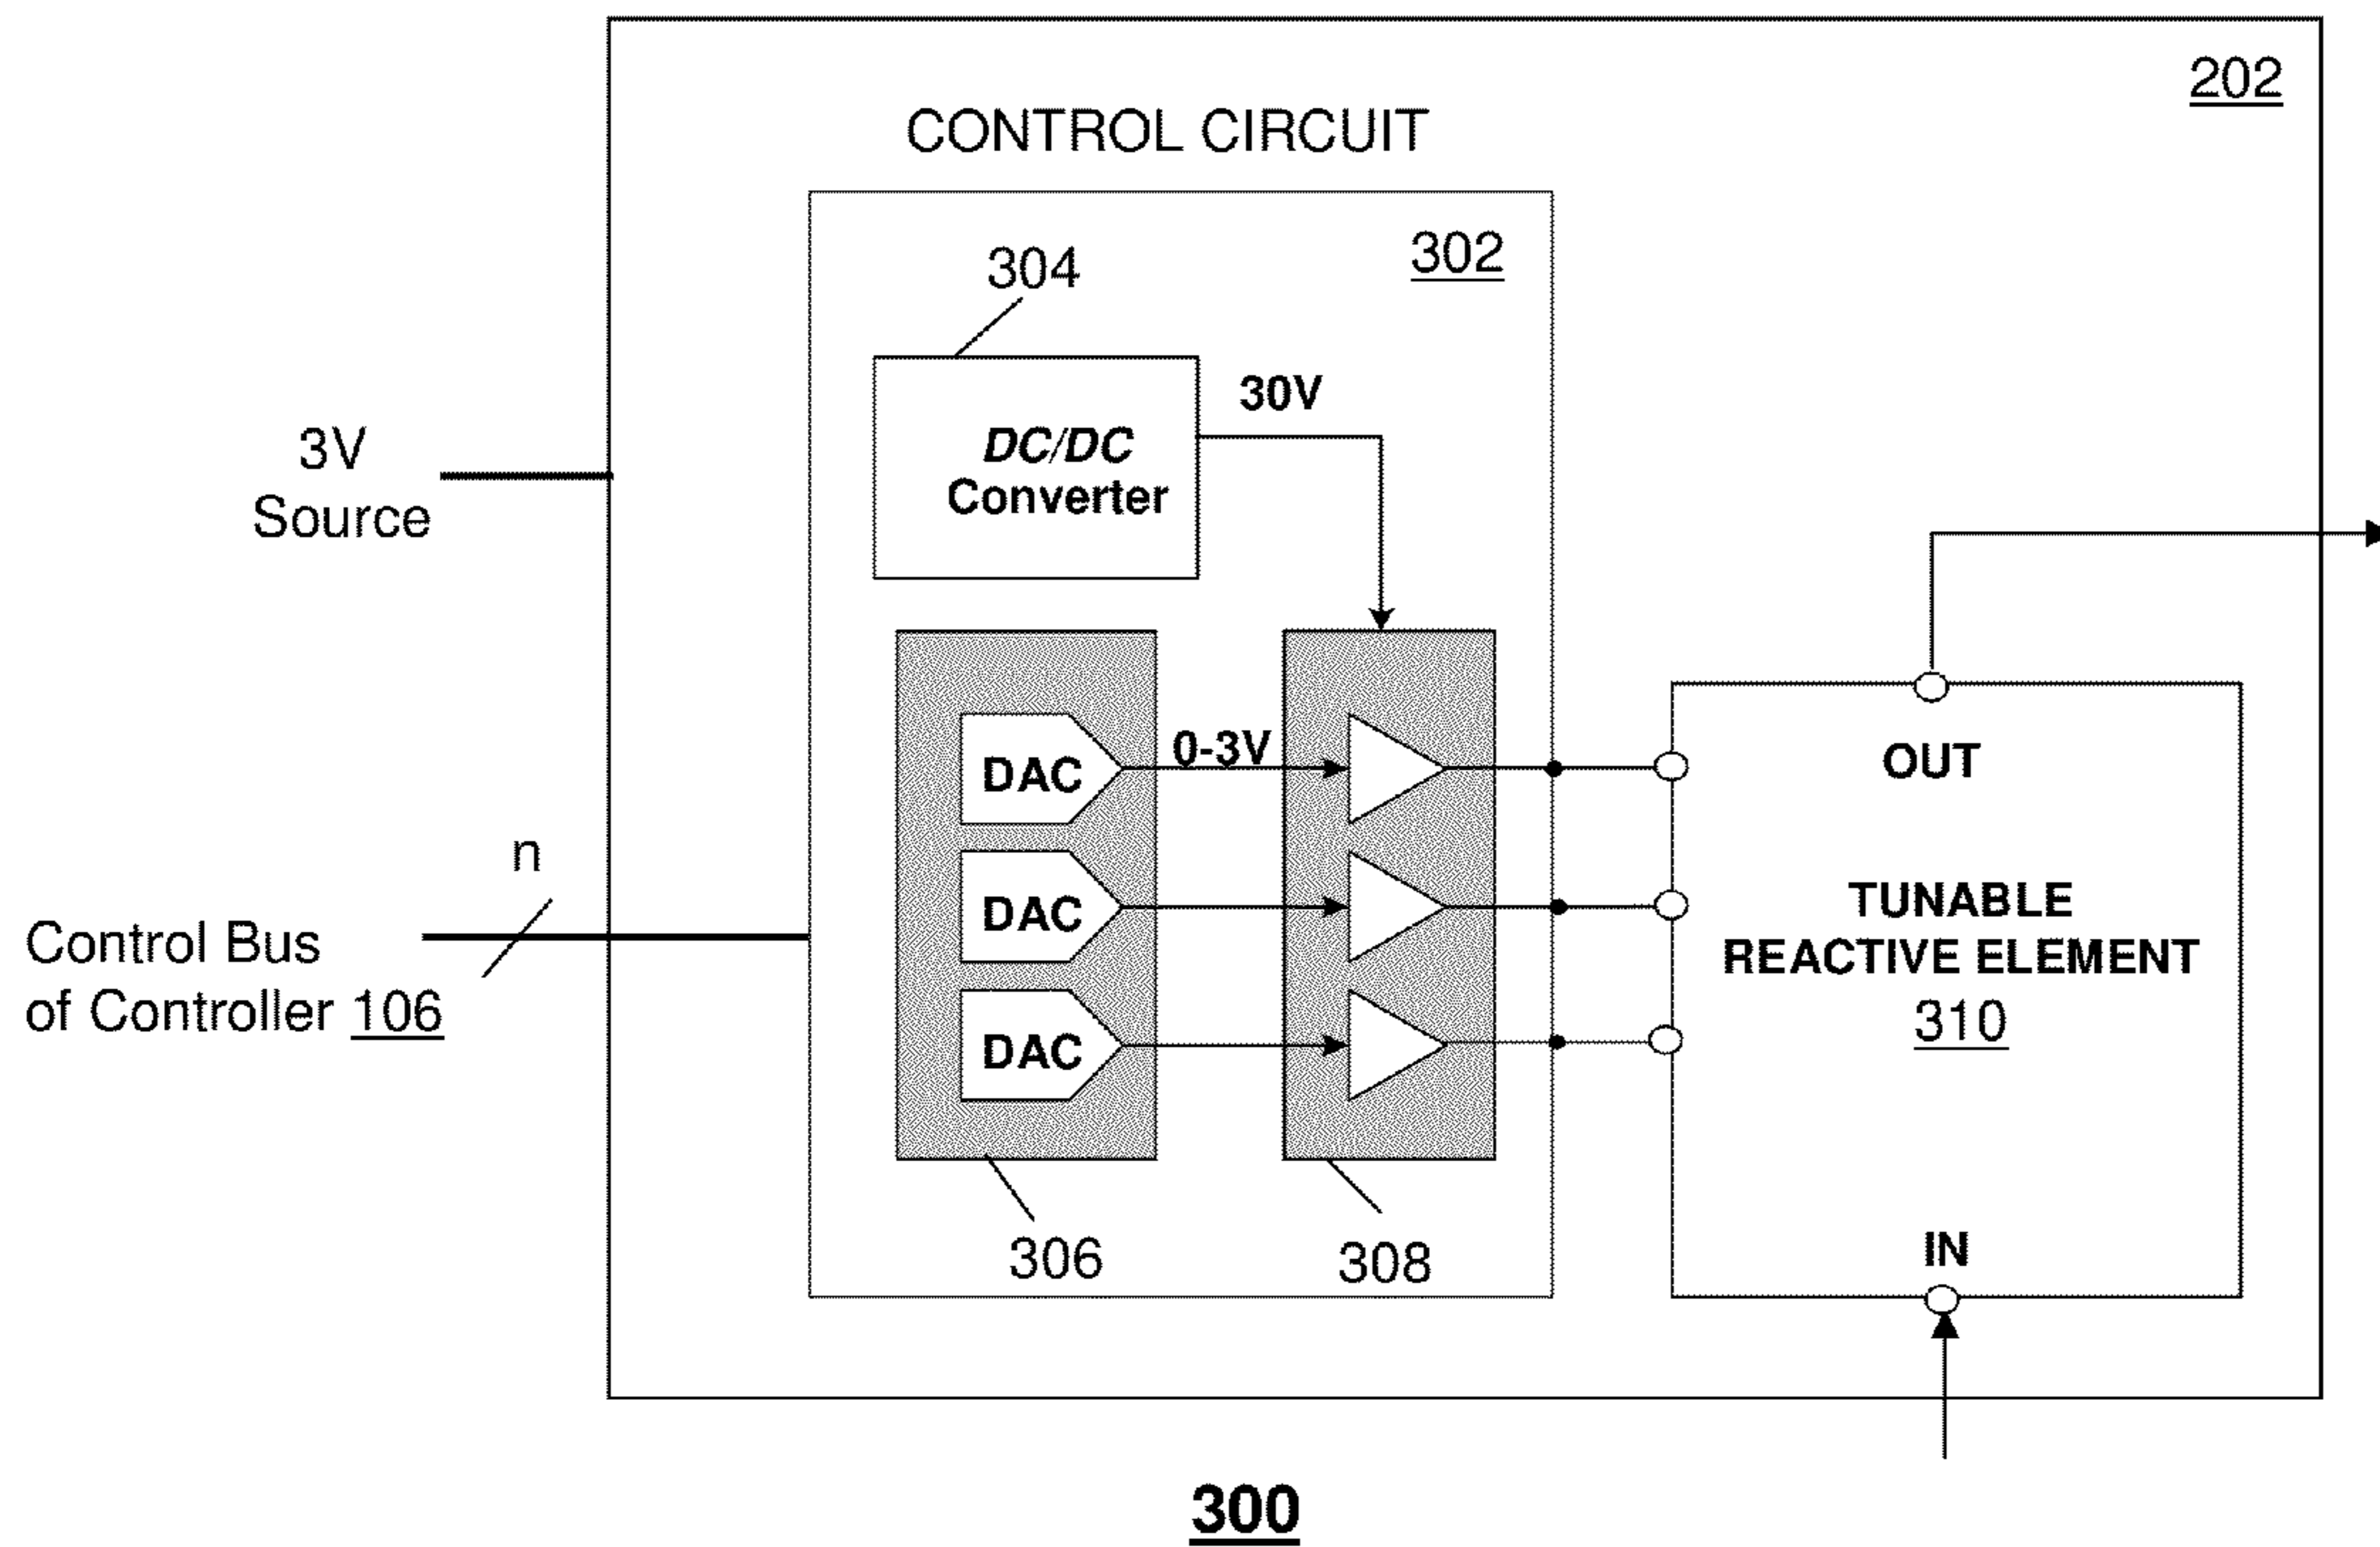 202
CONTROL CIRCUIT
302
304
30V
DC/DC
Converter
3V
Source
0-3V
DAC
DAC
DAC
OUT
n
TUNABLE
REACTIVE ELEMENT
310
Control Bus
of Controller 106
IN
306
308
300